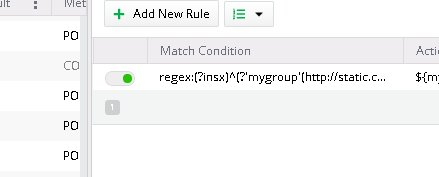 ult ⋮ Met
PO
CO
PO
PO
PO
+ Add New Rule
Match Condition Actio
regex:(?insx)^(?'mygroup'(http://static.c... ${my
1